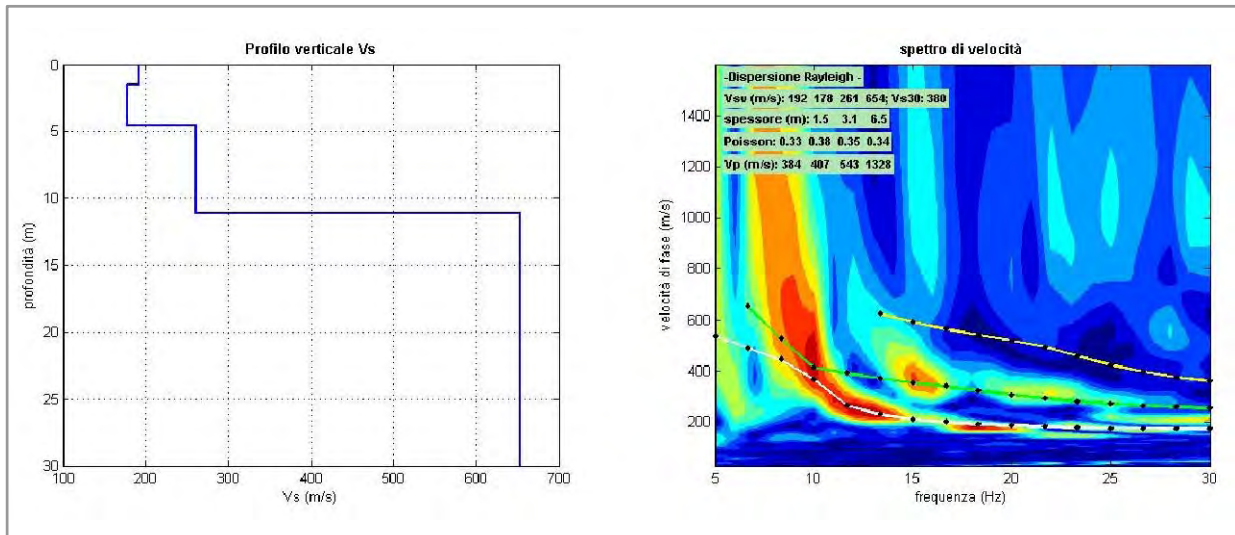 Profilo verticale Vs
0
5
10
15
20
25
30
profondità (m)
100 200 300 400 500 600 700
Vs (m/s)
spettro di velocità
-Dispersione Rayleigh -
Vsv (m/s): 192 178 261 654; Vs30: 380
spessore (m): 1.5 3.1 6.5
Poisson: 0.33 0.38 0.35 0.34
Vp (m/s): 384 407 543 1328
1400
1200
1000
800
600
400
200
velocità di fase (m/s)
5 10 15 20 25 30
frequenza (Hz)